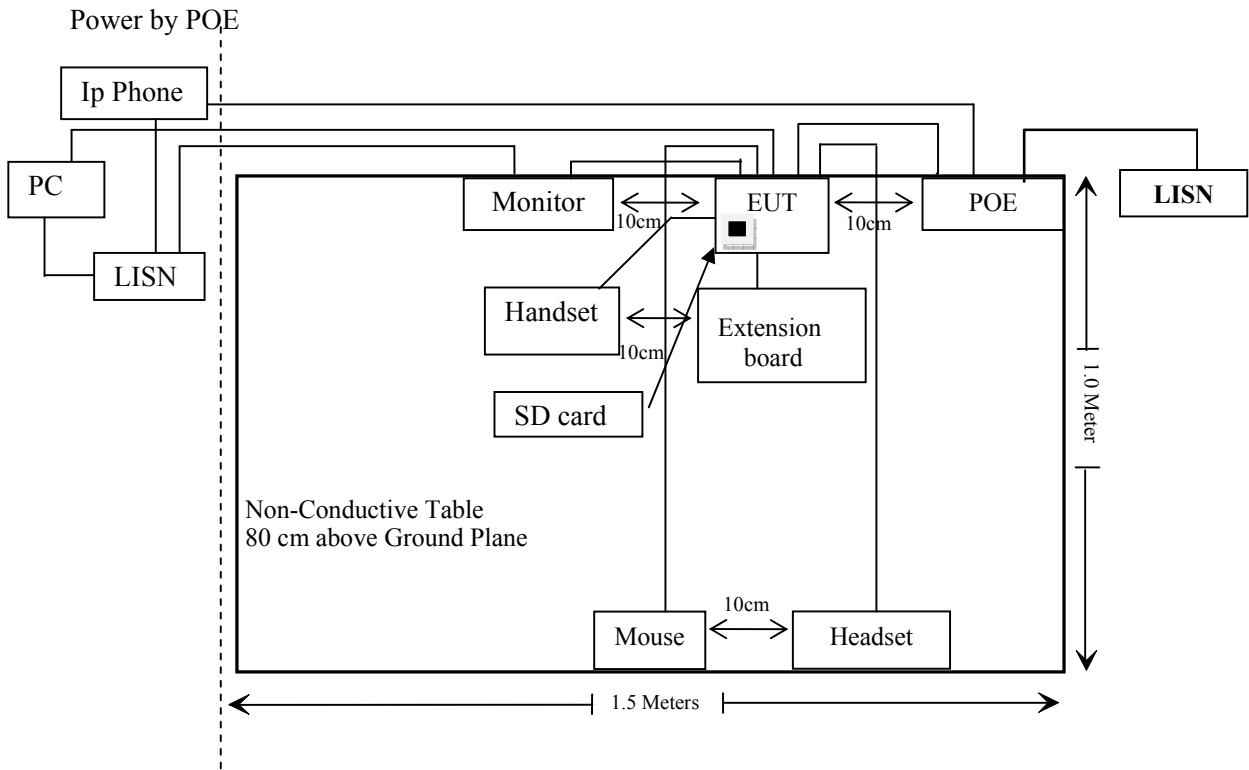 Power by POE
Ip Phone
PC
LISN
Monitor
10cm
EUT
10cm
POE
LISN
Handset
10cm
Extension
board
SD card
1.0 Meter
Non-Conductive Table
80 cm above Ground Plane
Mouse
10cm
Headset
1.5 Meters